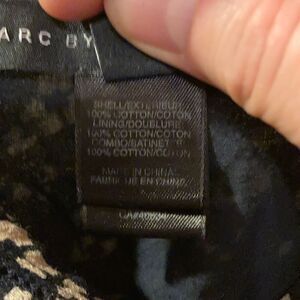 ARC BY
SHELL/EXTERIEUR
100% COTTON/COTON
LINING/DOUBLURE
100% COTTON/COTON
COMBO/SATINET
100% COTTON/COTON
MADE IN CHINA
FABRIQUE EN CHINE